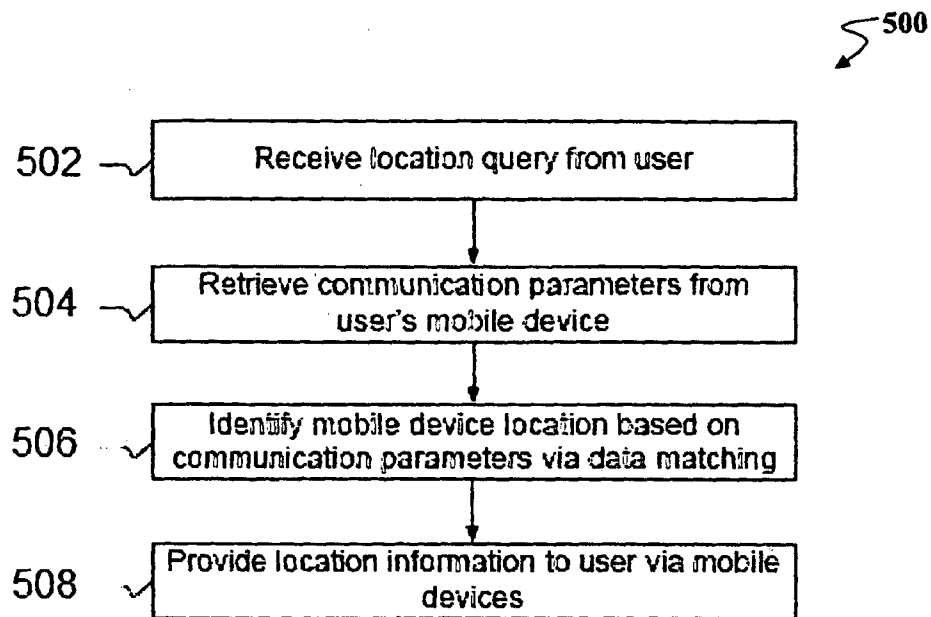 500
502
Receive location query from user
504
Retrieve communication parameters from
user's mobile device
506
Identify mobile device location based on
communication parameters via data matching
508
Provide location information to user via mobile
devices